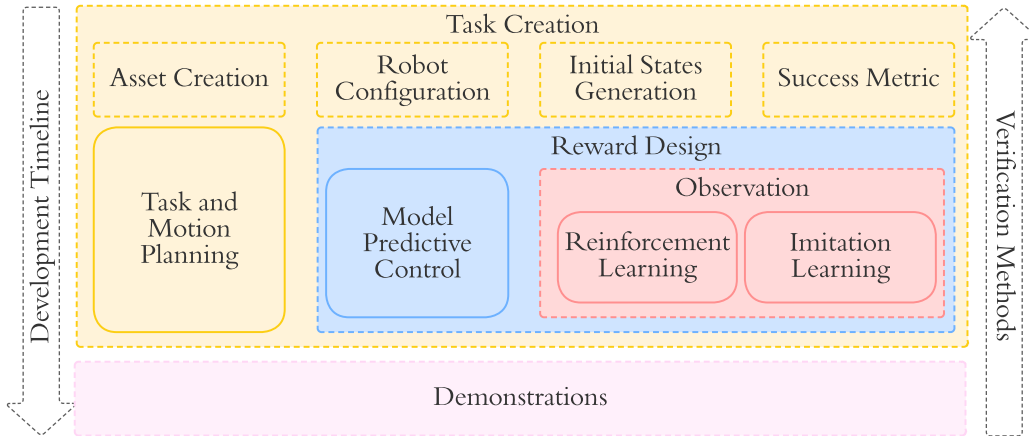 Task Creation
Asset Creation
Robot
Configuration
Initial States
Generation
Success Metric
Development Timeline
Verification Methods
Task and
Motion
Planning
Reward Design
Model
Predictive
Control
Observation
Reinforcement
Learning
Imitation
Learning
Demonstrations